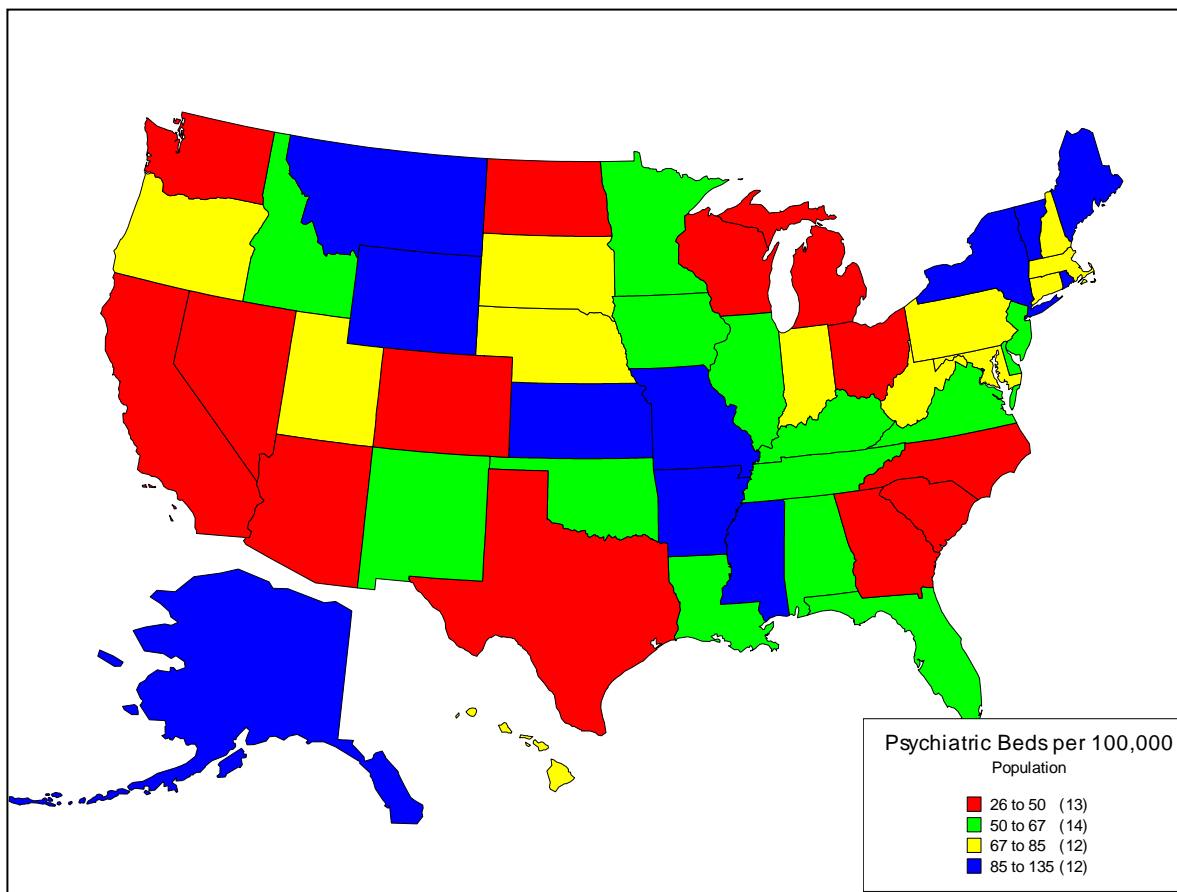 Psychiatric Beds per 100,000
Population
26 to 50 (13)
50 to 67 (14)
67 to 85 (12)
85 to 135 (12)